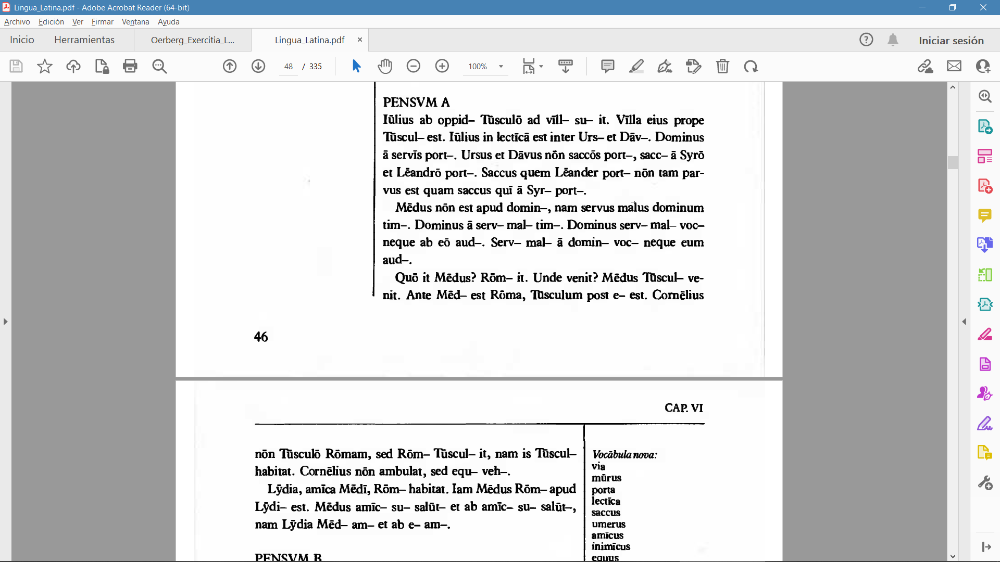 Lingua_Latina.pdf - Adobe Acrobat Reader (64-bit)
Archivo Edición Ver Firmar Ventana Ayuda
Inicio Herramientas Oerberg_Exercitia_L... Lingua_Latina.pdf × Iniciar sesión
48 / 335 100%
PENSVM A
Iūlius ab oppid– Tūsculō ad vīll– su– it. Vīlla eius prope
Tūscul– est. Iūlius in lectīcā est inter Urs– et Dāv–. Dominus
ā servīs port–. Ursus et Dāvus nōn saccōs port–, sacc– ā Syrō
et Lēandrō port–. Saccus quem Lēander port– nōn tam par-
vus est quam saccus quī ā Syr– port–.
Mēdus nōn est apud domin–, nam servus malus dominum
tim–. Dominus ā serv– mal– tim–. Dominus serv– mal– voc–
neque ab eō aud–. Serv– mal– ā domin– voc– neque eum
aud–.
Quō it Mēdus? Rōm– it. Unde venit? Mēdus Tūscul– ve-
nit. Ante Mēd– est Rōma, Tūsculum post e– est. Cornēlius
46
CAP. VI
nōn Tūsculō Rōmam, sed Rōm– Tūscul– it, nam is Tūscul–
habitat. Cornēlius nōn ambulat, sed equ– veh–.
Lȳdia, amīca Mēdī, Rōm– habitat. Iam Mēdus Rōm– apud
Lȳdi– est. Mēdus amīc– su– salūt– et ab amīc– su– salūt–,
nam Lȳdia Mēd– am– et ab e– am–.
PENSVM B
Vocābula nova:
via
mūrus
porta
lectīca
saccus
umerus
amīcus
inimīcus
equus